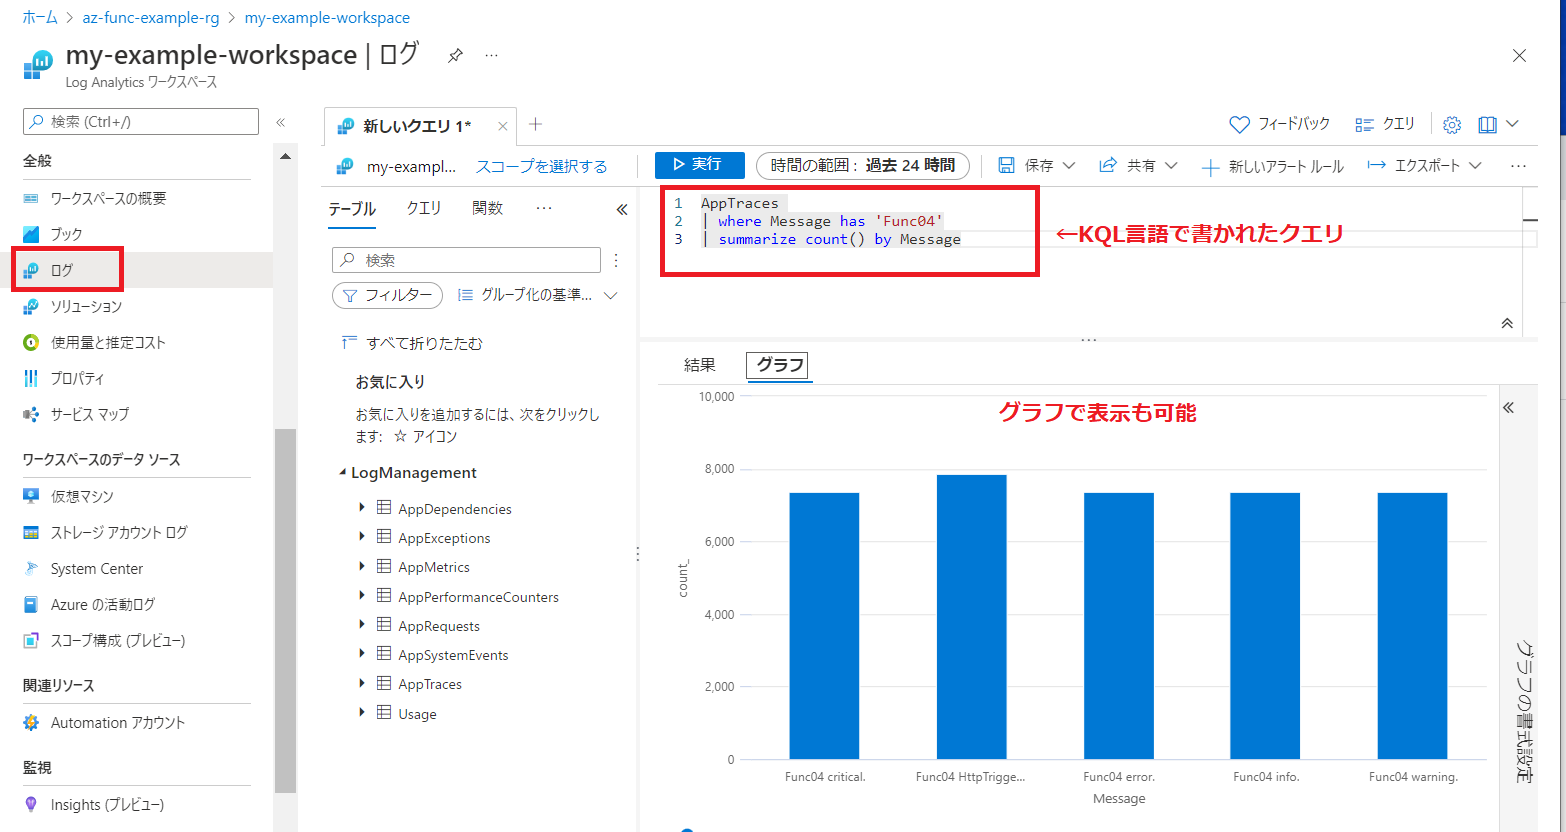 ホーム > az-func-example-rg > my-example-workspace
my-example-workspace | ログ ...
Log Analytics ワークスペース
検索 (Ctrl+/)
全般
ワークスペースの概要
ブック
ログ
ソリューション
使用量と推定コスト
プロパティ
サービス マップ
ワークスペースのデータ ソース
仮想マシン
ストレージ アカウント ログ
System Center
Azure の活動ログ
スコープ構成 (プレビュー)
関連リソース
Automation アカウント
監視
Insights (プレビュー)
新しいクエリ 1*
フィードバック
クエリ
my-exampl...
スコープを選択する
実行
時間の範囲 : 過去 24 時間
保存
共有
新しいアラート ルール
エクスポート
...
テーブル
クエリ
関数
...
検索
フィルター
グループ化の基準...
すべて折りたたむ
お気に入り
お気に入りを追加するには、次をクリックし
ます: ☆ アイコン
LogManagement
AppDependencies
AppExceptions
AppMetrics
AppPerformanceCounters
AppRequests
AppSystemEvents
AppTraces
Usage
1 AppTraces
2 | where Message has 'Func04'
3 | summarize count() by Message
←KQL言語で書かれたクエリ
結果
グラフ
グラフで表示も可能
10,000
8,000
6,000
4,000
2,000
0
count_
Func04 critical.
Func04 HttpTrigge...
Func04 error.
Func04 info.
Func04 warning.
Message
グラフの書式設定